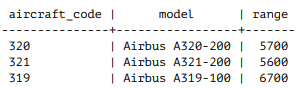 aircraft_code | model | range
---------------+-----------------+-------
320 | Airbus A320-200 | 5700
321 | Airbus A321-200 | 5600
319 | Airbus A319-100 | 6700